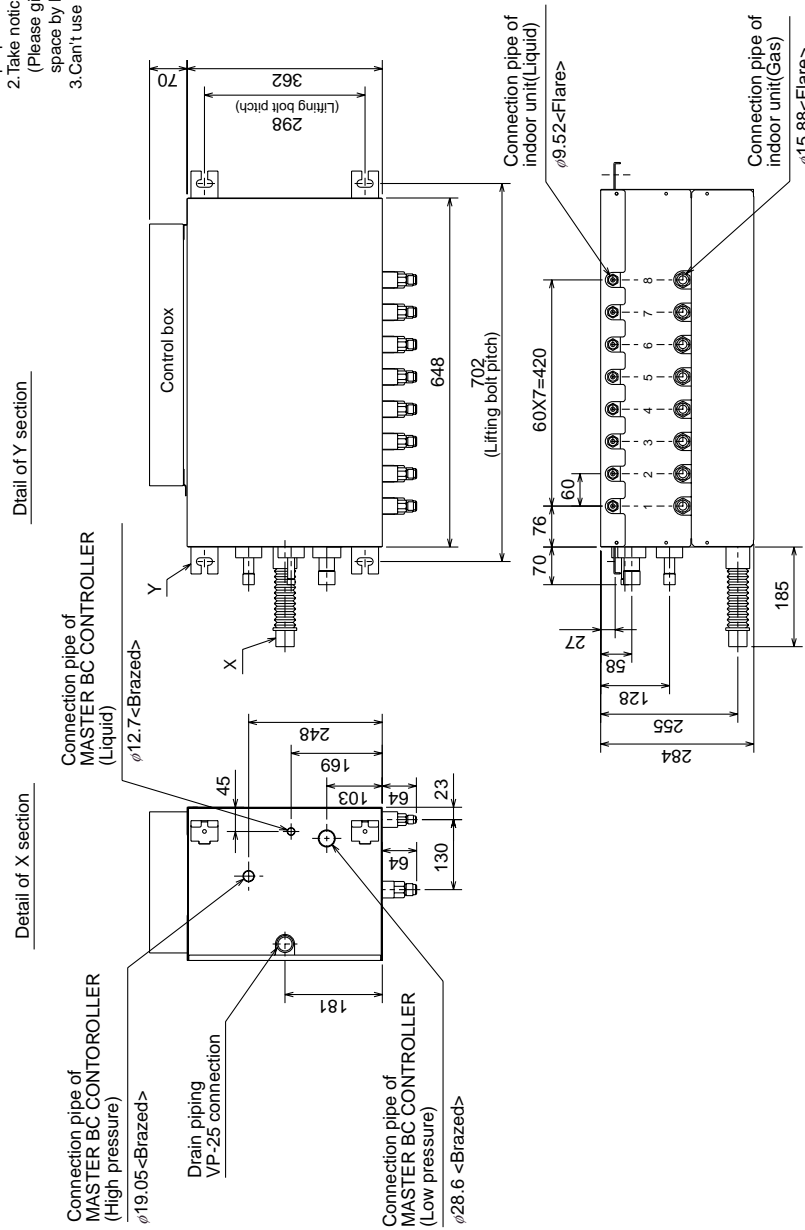 2.Take notic
(Please gi
space by
3.Can't use
Dtail of Y section
Detail of X section
Control box
70
362
298
(Lifting bolt pitch)
648
702
(Lifting bolt pitch)
Y
X
Connection pipe of
MASTER BC CONTOROLLER
(High pressure)
ø19.05<Brazed>
Drain piping
VP-25 connection
Connection pipe of
MASTER BC CONTROLLER
(Low pressure)
ø28.6 <Brazed>
Connection pipe of
MASTER BC CONTROLLER
(Liquid)
ø12.7<Brazed>
45
248
169
103
64
64
23
130
181
Connection pipe of
indoor unit(Liquid)
ø9.52<Flare>
Connection pipe of
indoor unit(Gas)
ø15.88<Flare>
60X7=420
60
76
70
1
2
3
4
5
6
7
8
27
58
128
255
284
185